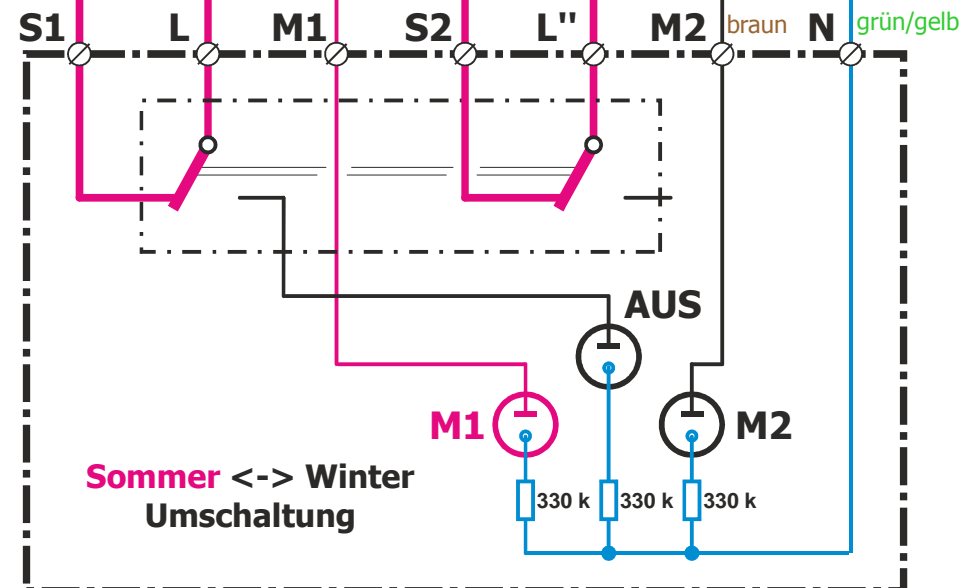 S1 L M1 S2 L" M2 braun N grün/gelb
AUS
M1 M2
Sommer <-> Winter
Umschaltung
330 k 330 k 330 k